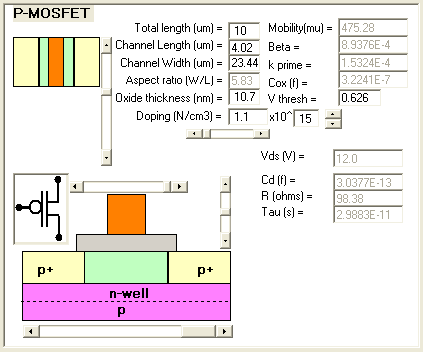 P-MOSFET
Total length (um) = 10
Channel Length (um) = 4.02
Channel Width (um) = 23.44
Aspect ratio (W/L) = 5.83
Oxide thickness (nm) = 10.7
Doping (N/cm3) = 1.1 x10^ 15
Mobility(mu) = 475.28
Beta = 8.9376E-4
k prime = 1.5324E-4
Cox (f) = 3.2241E-7
V thresh = 0.626
Vds (V) = 12.0
Cd (f) = 3.0377E-13
R (ohms) = 98.38
Tau (s) = 2.9883E-11
p+ p+
n-well
p